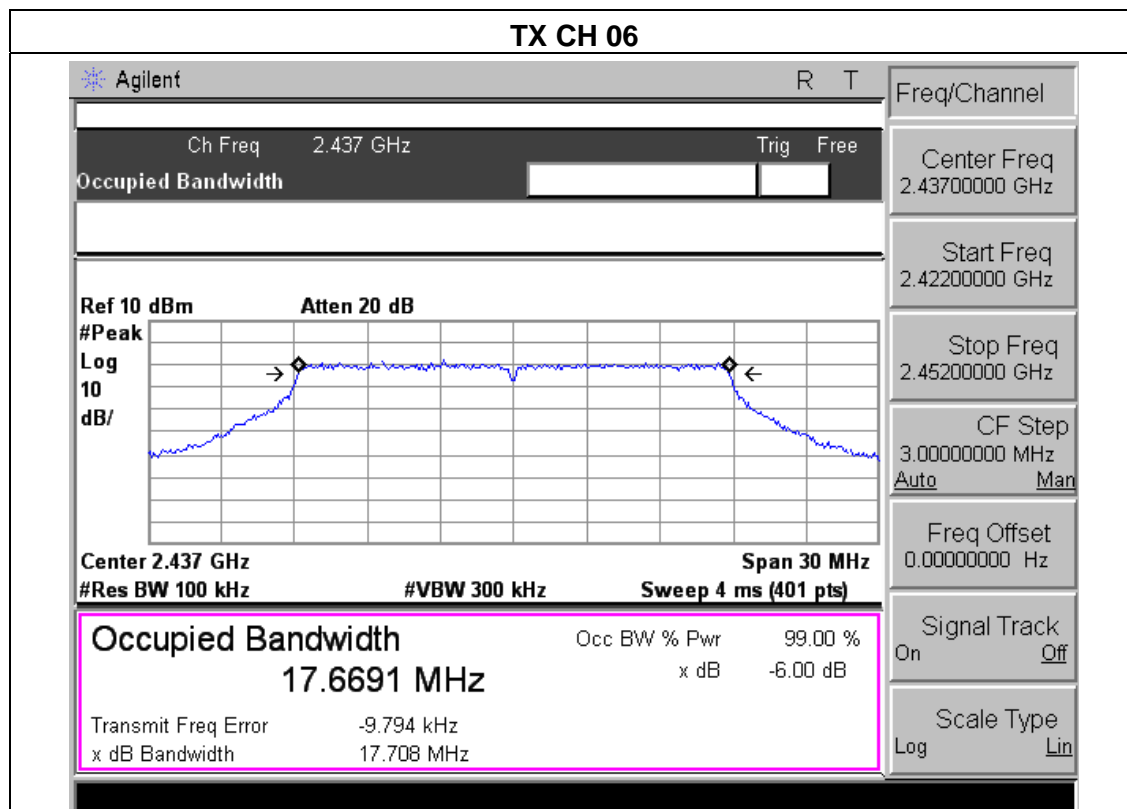 TX CH 06
Agilent R T
Ch Freq 2.437 GHz Trig Free
Occupied Bandwidth
Ref 10 dBm Atten 20 dB
#Peak
Log
10
dB/
Center 2.437 GHz Span 30 MHz
#Res BW 100 kHz #VBW 300 kHz Sweep 4 ms (401 pts)
Occupied Bandwidth Occ BW % Pwr 99.00 %
17.6691 MHz x dB -6.00 dB
Transmit Freq Error -9.794 kHz
x dB Bandwidth 17.708 MHz
Freq/Channel
Center Freq
2.43700000 GHz
Start Freq
2.42200000 GHz
Stop Freq
2.45200000 GHz
CF Step
3.00000000 MHz
Auto Man
Freq Offset
0.00000000 Hz
Signal Track
On Off
Scale Type
Log Lin